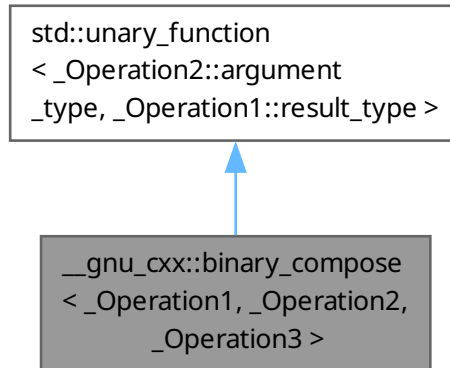 std::unary_function
< _Operation2::argument
_type, _Operation1::result_type >
__gnu_cxx::binary_compose
< _Operation1, _Operation2,
_Operation3 >